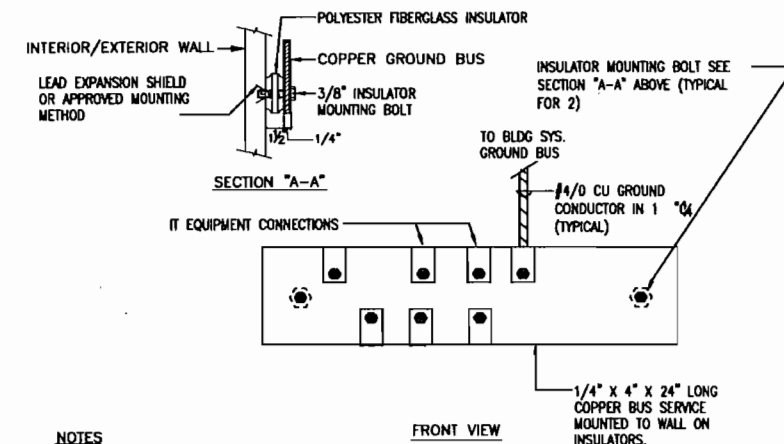 POLYESTER FIBERGLASS INSULATOR
INTERIOR/EXTERIOR WALL
COPPER GROUND BUS
LEAD EXPANSION SHIELD
OR APPROVED MOUNTING
METHOD
3/8" INSULATOR
MOUNTING BOLT
1½"
1/4"
SECTION "A-A"
INSULATOR MOUNTING BOLT SEE
SECTION "A-A" ABOVE (TYPICAL
FOR 2)
TO BLDG SYS.
GROUND BUS
#4/0 CU GROUND
CONDUCTOR IN 1
(TYPICAL)
IT EQUIPMENT CONNECTIONS
1/4" X 4" X 24" LONG
COPPER BUS SERVICE
MOUNTED TO WALL ON
INSULATORS.
NOTES
FRONT VIEW